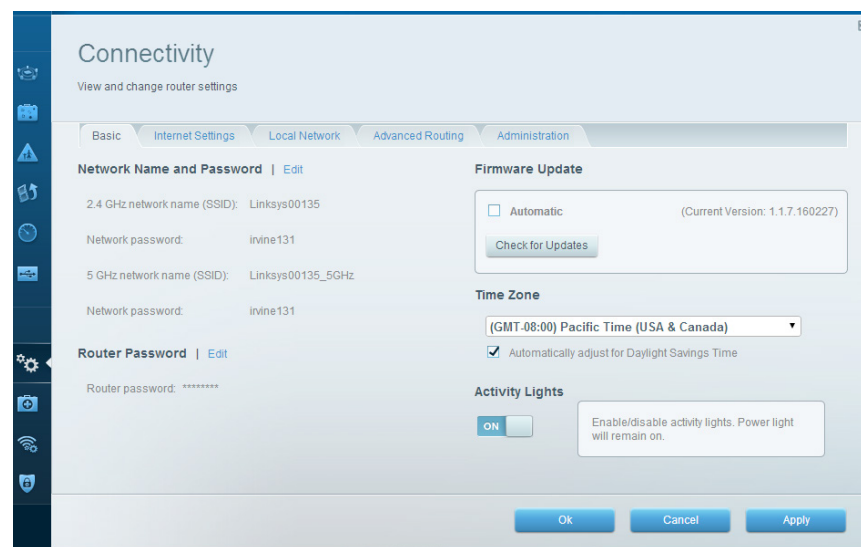 Connectivity
View and change router settings
Basic
Internet Settings
Local Network
Advanced Routing
Administration
Network Name and Password | Edit
2.4 GHz network name (SSID): Linksys00135
Network password: irvine131
5 GHz network name (SSID): Linksys00135_5GHz
Network password: irvine131
Router Password | Edit
Router password: ********
Firmware Update
Automatic
(Current Version: 1.1.7.160227)
Check for Updates
Time Zone
(GMT-08:00) Pacific Time (USA & Canada)
Automatically adjust for Daylight Savings Time
Activity Lights
ON
Enable/disable activity lights. Power light
will remain on.
Ok
Cancel
Apply